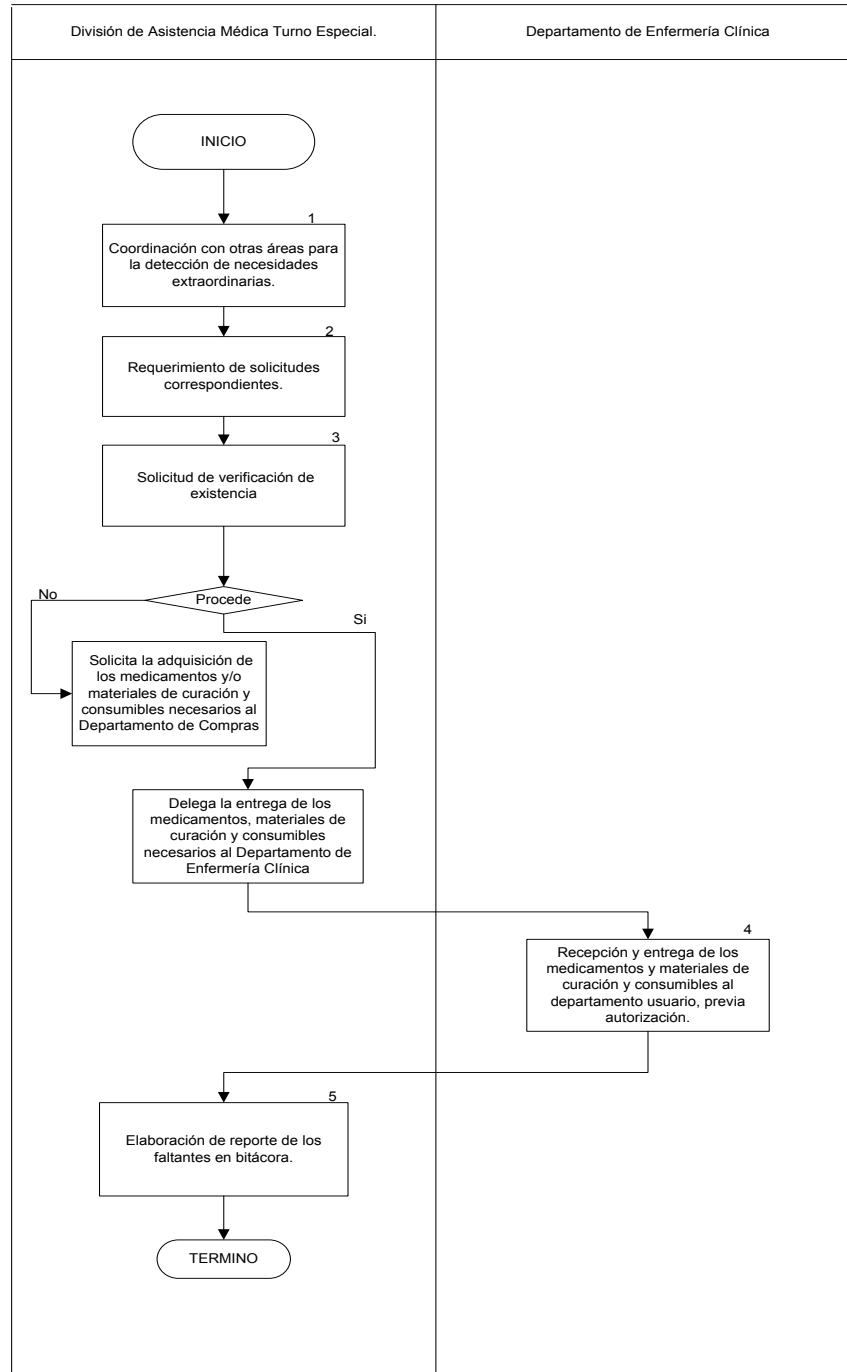 División de Asistencia Médica Turno Especial.
Departamento de Enfermería Clínica
INICIO
1
Coordinación con otras áreas para
la detección de necesidades
extraordinarias.
2
Requerimiento de solicitudes
correspondientes.
3
Solicitud de verificación de
existencia
Procede
No
Si
Solicita la adquisición de
los medicamentos y/o
materiales de curación y
consumibles necesarios al
Departamento de Compras
Delega la entrega de los
medicamentos, materiales de
curación y consumibles
necesarios al Departamento de
Enfermería Clínica
4
Recepción y entrega de los
medicamentos y materiales de
curación y consumibles al
departamento usuario, previa
autorización.
5
Elaboración de reporte de los
faltantes en bitácora.
TERMINO